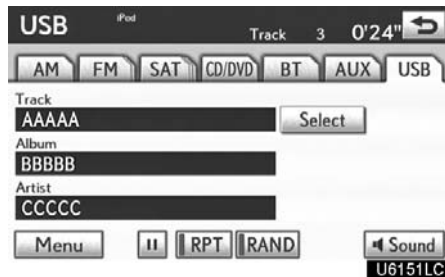 USB iPod Track 3 0'24"
AM FM SAT CD/DVD BT AUX USB
Track
AAAAA Select
Album
BBBBB
Artist
CCCCC
Menu RPT RAND Sound
U6151LC